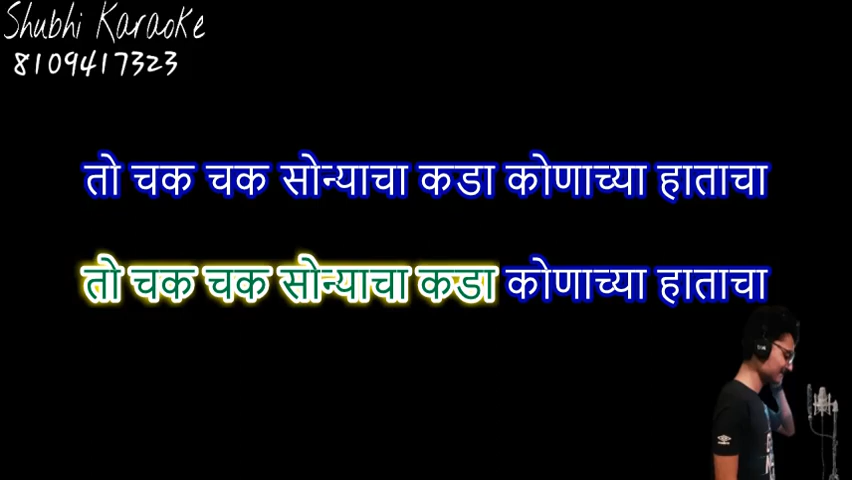 Shubhi Karaoke
8109417323
तो चक चक सोन्याचा कडा कोणाच्या हाताचा
तो चक चक सोन्याचा कडा कोणाच्या हाताचा